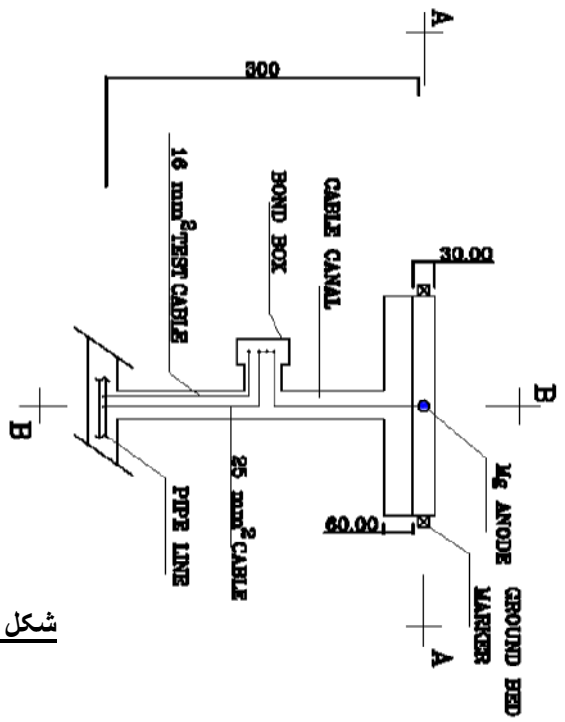 A
300
16 mm2 TEST CABLE
BOND BOX
CABLE CANAL
30.00
B
B
25 mm2 CABLE
PIPE LINE
60.00
Mg ANODE
GROUND BED
MARKER
A
شکل